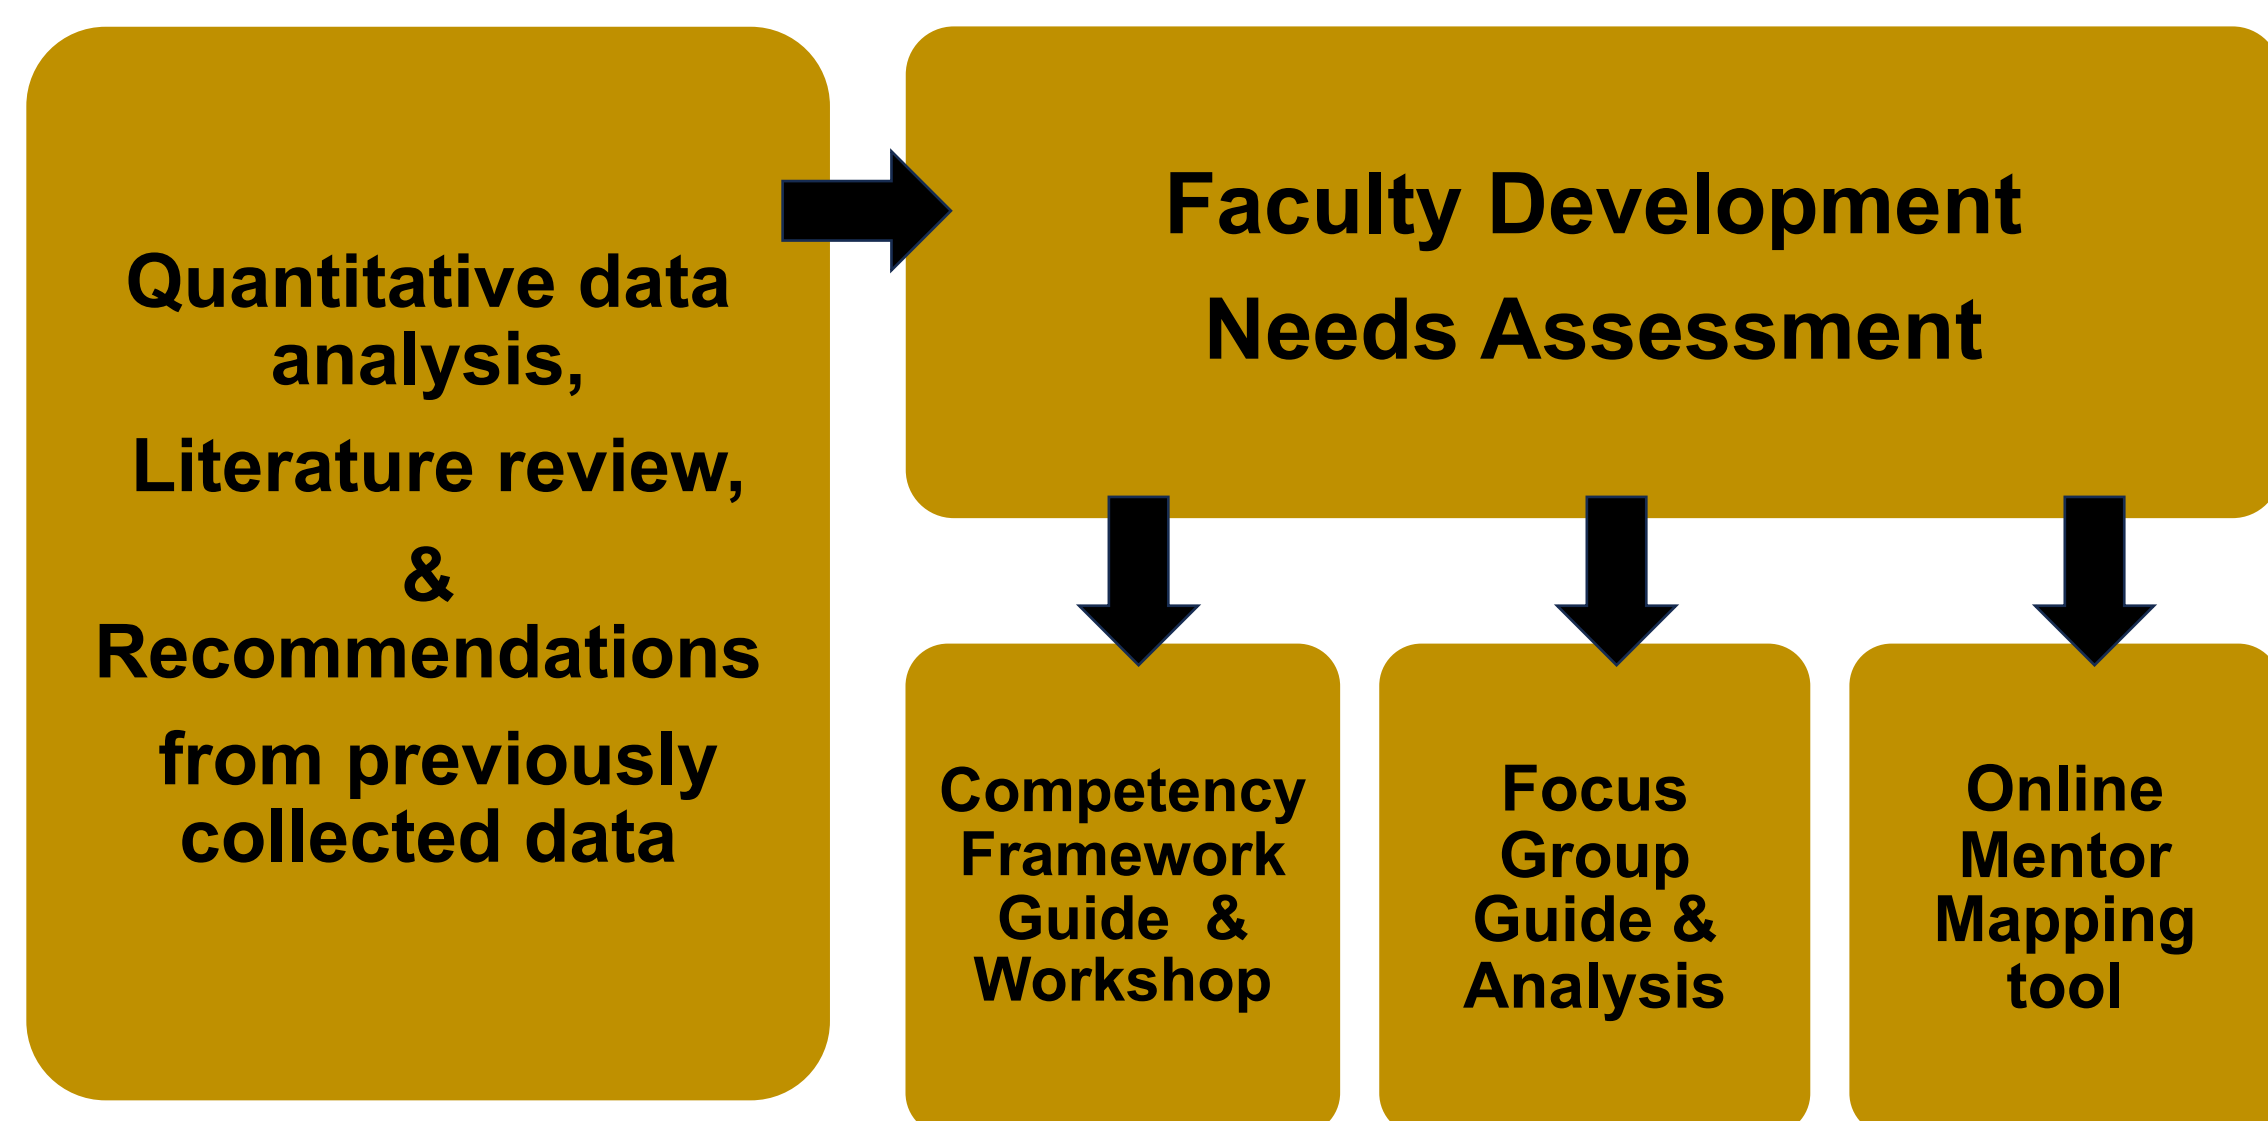 Quantitative data
analysis,
Literature review,
&
Recommendations
from previously
collected data
Faculty Development
Needs Assessment
Competency
Framework
Guide & 
Workshop
Focus
Group
Guide &
Analysis
Online
Mentor
Mapping
tool